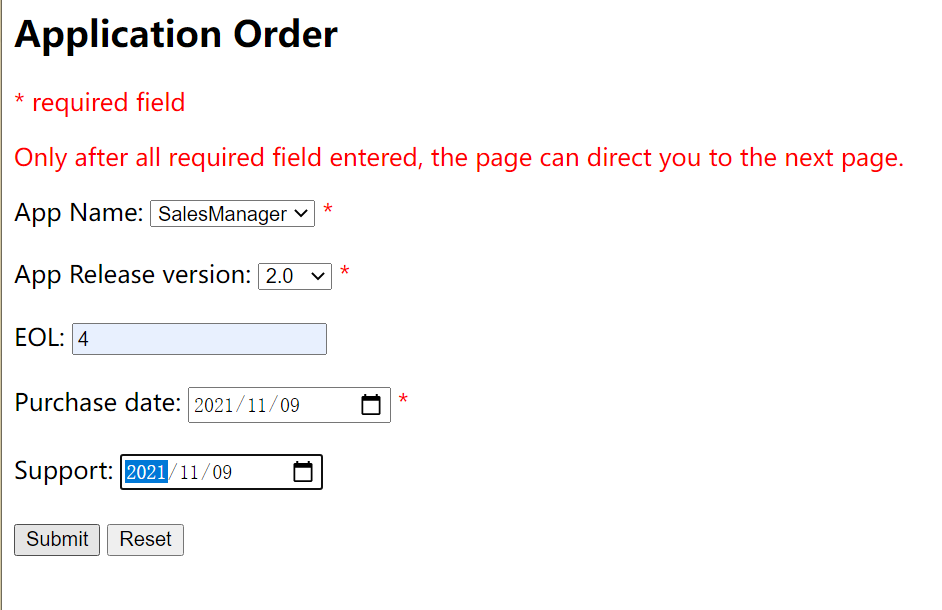 Application Order
* required field
Only after all required field entered, the page can direct you to the next page.
App Name: SalesManager *
App Release version: 2.0 *
EOL: 4
Purchase date: 2021/11/09 *
Support: 2021/11/09
Submit Reset